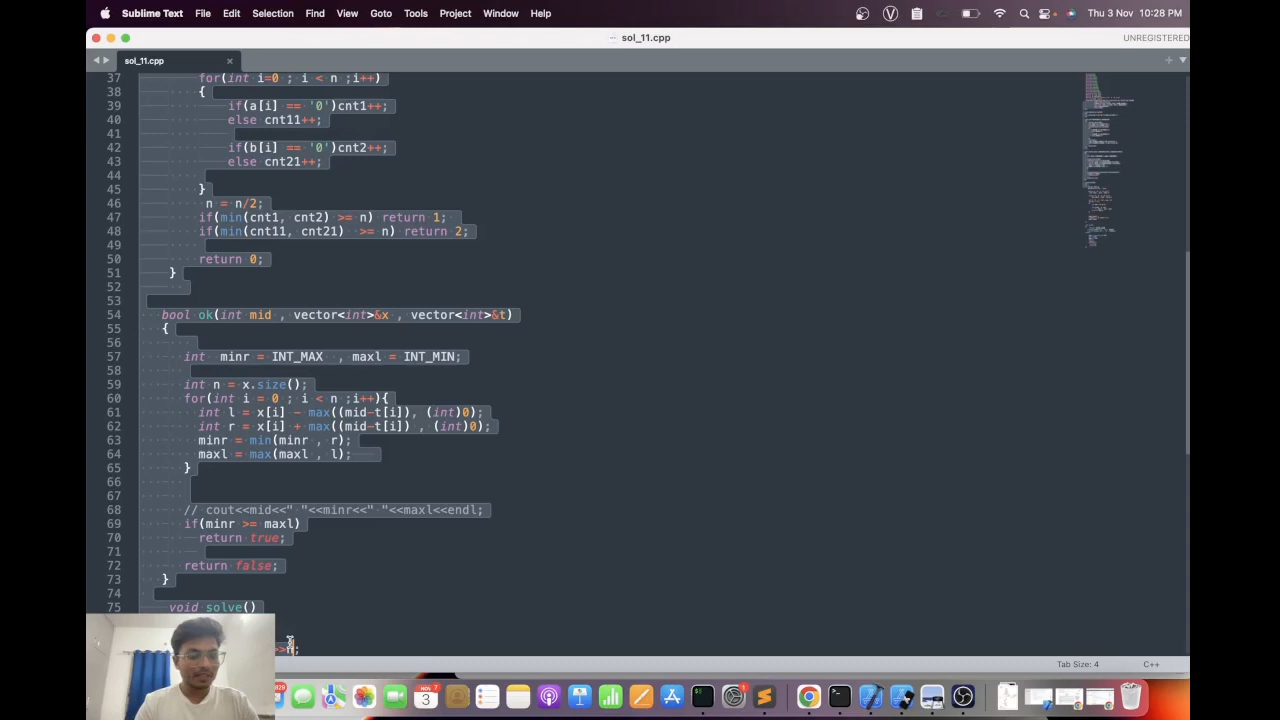 Sublime Text File Edit Selection Find View Goto Tools Project Window Help Thu 3 Nov 10:28 PM
sol_11.cpp UNREGISTERED
sol_11.cpp
37 for(int i=0 ; i < n ;i++)
38 {
39 if(a[i] == '0')cnt1++;
40 else cnt11++;
41
42 if(b[i] == '0')cnt2++;
43 else cnt21++;
44
45 }
46 n = n/2;
47 if(min(cnt1, cnt2) >= n) return 1;
48 if(min(cnt11, cnt21) >= n) return 2;
49
50 return 0;
51 }
52
53
54 bool ok(int mid , vector<int>&x , vector<int>&t)
55 {
56
57 int minr = INT_MAX , maxl = INT_MIN;
58
59 int n = x.size();
60 for(int i = 0 ; i < n ;i++){
61 int l = x[i] - max((mid-t[i]), (int)0);
62 int r = x[i] + max((mid-t[i]) , (int)0);
63 minr = min(minr , r);
64 maxl = max(maxl , l);
65 }
66
67
68 // cout<<mid<<" "<<minr<<" "<<maxl<<endl;
69 if(minr >= maxl)
70 return true;
71
72 return false;
73 }
74
75 void solve()
Tab Size: 4 C++
NOV
3